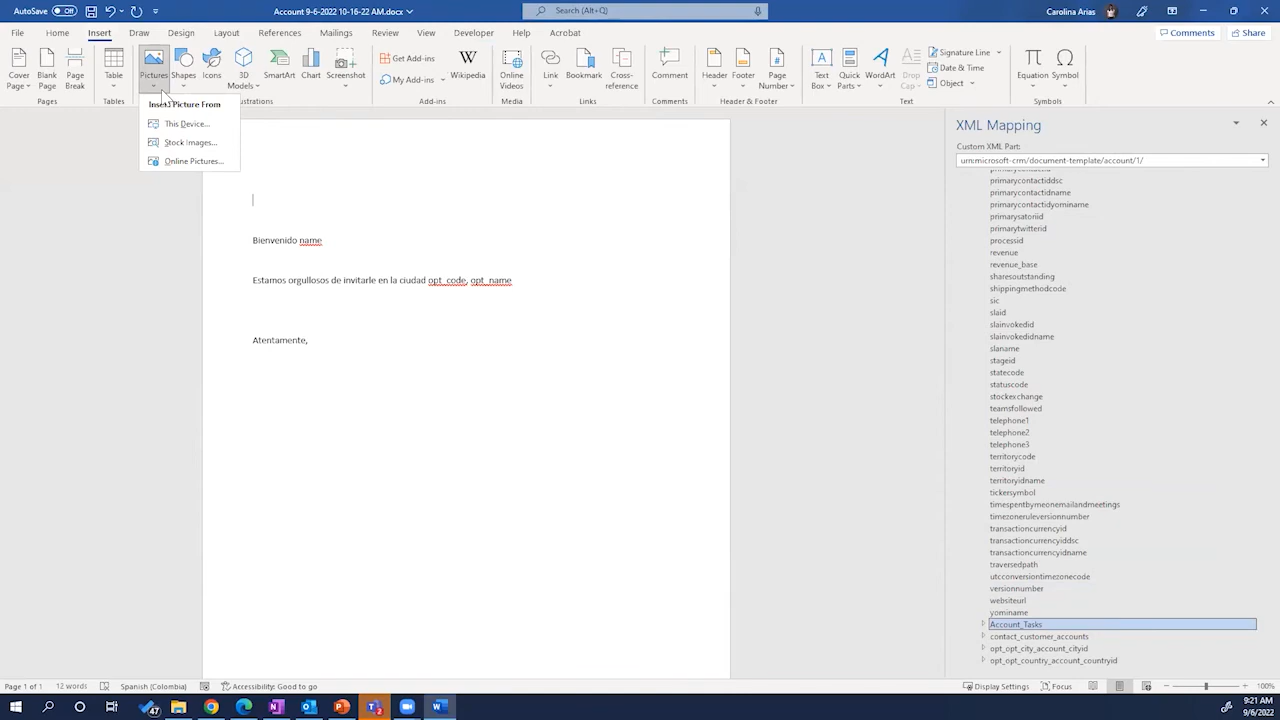 AutoSave Off
Account 9-6-2022 10-16-22 AM.docx
Search (Alt+Q)
Carolina Arias
File Home Insert Draw Design Layout References Mailings Review View Developer Help Acrobat
Comments Share
Cover Page Blank Page Page Break
Pages
Table
Tables
Pictures Shapes Icons 3D Models SmartArt Chart Screenshot
Illustrations
Get Add-ins
My Add-ins
Wikipedia
Add-ins
Online Videos
Media
Link Bookmark Cross-reference
Links
Comment
Comments
Header Footer Page Number
Header & Footer
Text Box Quick Parts WordArt Drop Cap
Signature Line
Date & Time
Object
Text
Equation Symbol
Symbols
Insert Picture From
This Device...
Stock Images...
Online Pictures...
Bienvenido name
Estamos orgullosos de invitarle en la ciudad opt_code, opt_name
Atentamente,
XML Mapping
Custom XML Part:
urn:microsoft-crm/document-template/account/1/
primarycontactiddsc
primarycontactidname
primarycontactidyominame
primarysatoriid
primarytwitterid
processid
revenue
revenue_base
sharesoutstanding
shippingmethodcode
sic
slaid
slainvokedid
slainvokedidname
slaname
stageid
statecode
statuscode
stockexchange
teamsfollowed
telephone1
telephone2
telephone3
territorycode
territoryid
territoryidname
tickersymbol
timespentbymeonemailandmeetings
timezoneruleversionnumber
transactioncurrencyid
transactioncurrencyiddsc
transactioncurrencyidname
traversedpath
utcconversiontimezonecode
versionnumber
websiteurl
yominame
Account_Tasks
contact_customer_accounts
opt_opt_city_account_cityid
opt_opt_country_account_countryid
Page 1 of 1 12 words Spanish (Colombia) Accessibility: Good to go
Display Settings Focus 100%
9:21 AM
9/6/2022